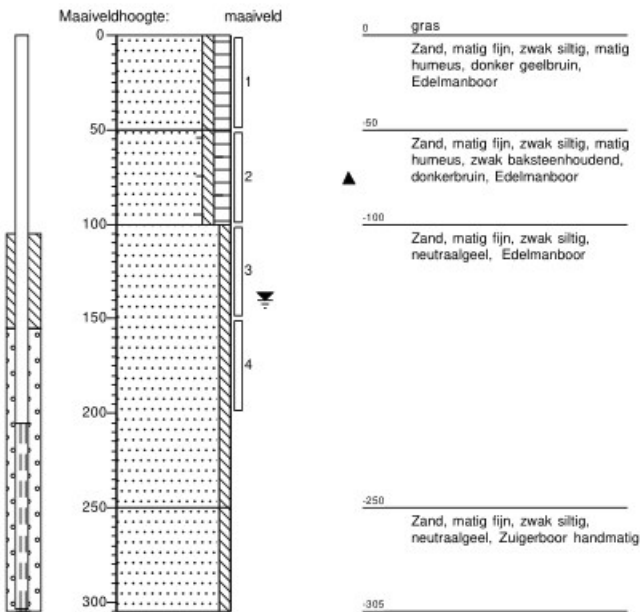 Maaiveldhoogte: maaiveld
0
50
100
150
200
250
300
1
2
3
4
0 gras
Zand, matig fijn, zwak siltig, matig
humeus, donker geelbruin,
Edelmanboor
-50
Zand, matig fijn, zwak siltig, matig
humeus, zwak baksteenhoudend,
donkerbruin, Edelmanboor
-100
Zand, matig fijn, zwak siltig,
neutraalgeel, Edelmanboor
-250
Zand, matig fijn, zwak siltig,
neutraalgeel, Zuigerboor handmatig
-305